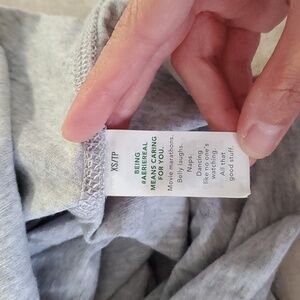 XS/TP
BEING
#AERIEREAL
MEANS CARING
FOR YOU.
Movie marathons.
Belly laughs.
Naps.
Dancing
like no one's
watching.
All that
good stuff.